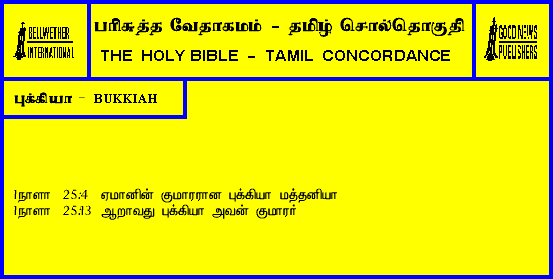 BELLWETHER
INTERNATIONAL
பரிசுத்த வேதாகமம் - தமிழ் சொல்தொகுதி
THE HOLY BIBLE - TAMIL CONCORDANCE
GOOD NEWS
PUBLISHERS
புக்கியா - BUKKIAH
1நாளா 25:4 ஏமானின் குமாரரான புக்கியா மத்தனியா
1நாளா 25:13 ஆறாவது புக்கியா அவன் குமாரர்